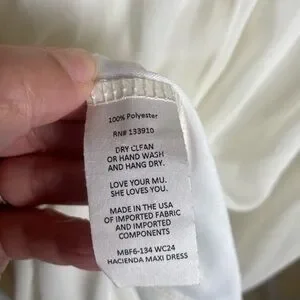 100% Polyester
RN# 133910
DRY CLEAN
OR HAND WASH
AND HANG DRY.
LOVE YOUR MU.
SHE LOVES YOU.
MADE IN THE USA
OF IMPORTED FABRIC
AND IMPORTED
COMPONENTS
MBF6-134 WC24
HACIENDA MAXI DRESS